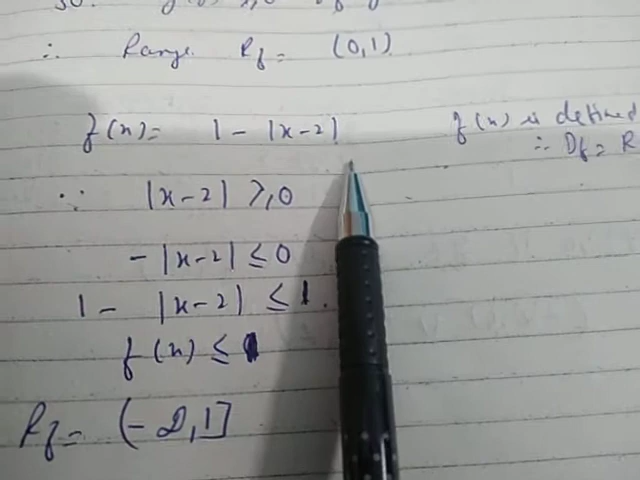 ∴ Range R_f = (0,1)
f(x) = 1 - |x-2|
f(x) is defined
∴ D_f = R
∵ |x-2| ≥ 0
- |x-2| ≤ 0
1 - |x-2| ≤ 1.
f(x) ≤ 1
R_f = (-∞, 1]